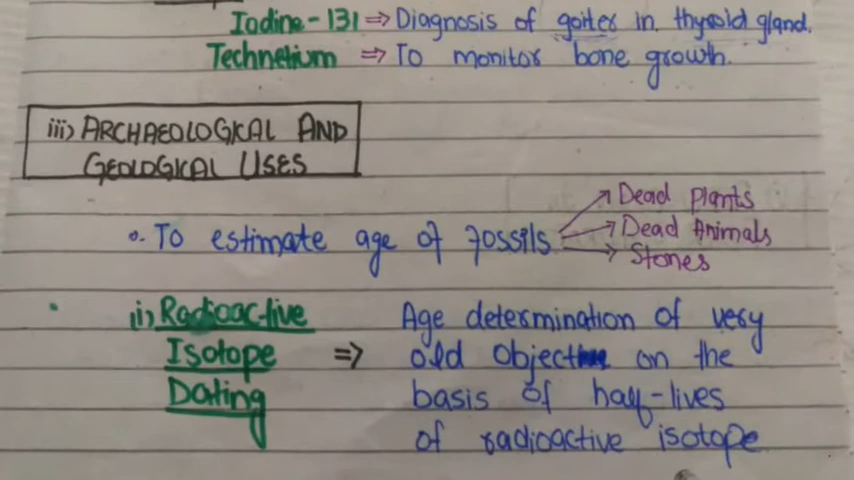 Iodine-131 ⇒ Diagnosis of goiter in thyroid gland.
Technetium ⇒ To monitor bone growth.
iii) ARCHAEOLOGICAL AND
GEOLOGICAL USES
To estimate age of fossils
Dead Plants
Dead Animals
Stones
(i) Radioactive
Isotope ⇒
Dating
Age determination of very
old object on the
basis of half-lives
of radioactive isotope